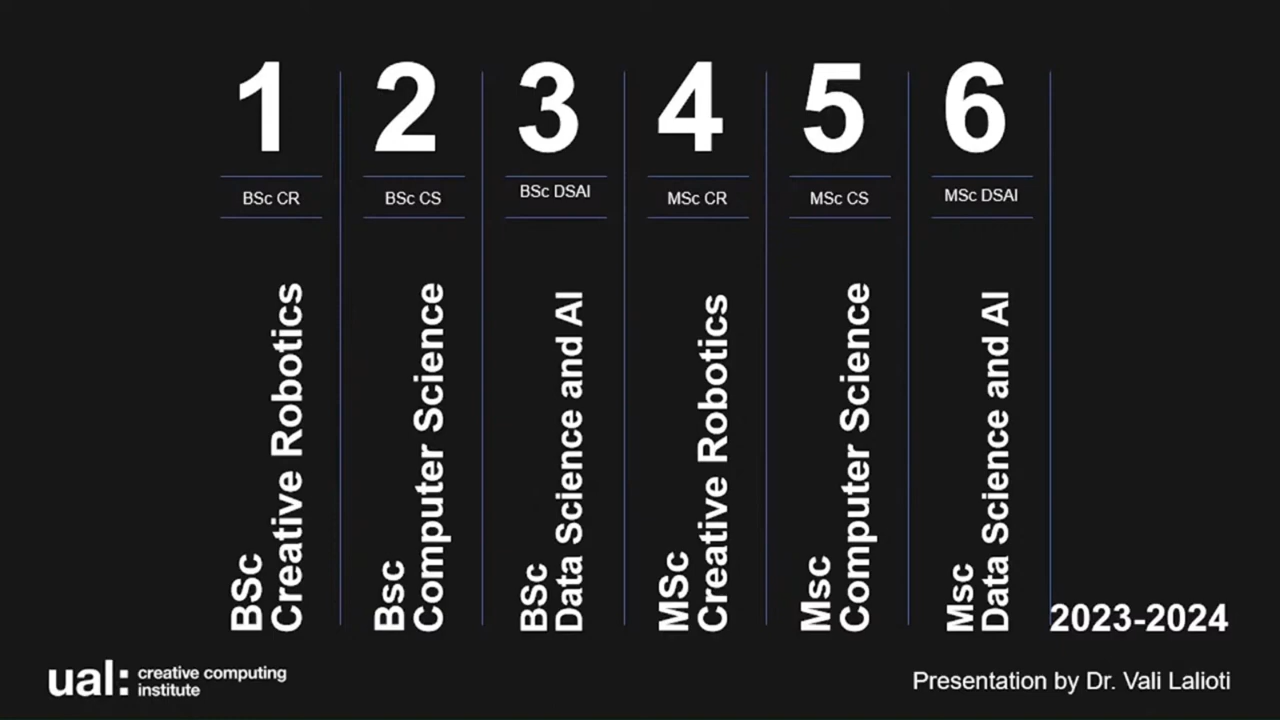 1
BSc CR
BSc
Creative Robotics
2
BSc CS
Bsc
Computer Science
3
BSc DSAI
BSc
Data Science and AI
4
MSc CR
MSc
Creative Robotics
5
MSc CS
Msc
Computer Science
6
MSc DSAI
Msc
Data Science and AI
2023-2024
ual: creative computing
institute
Presentation by Dr. Vali Lalioti